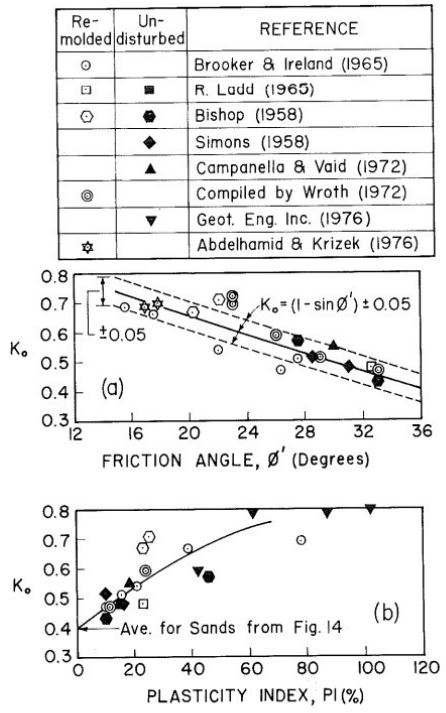 Re-molded Un-disturbed REFERENCE
Brooker & Ireland (1965)
R. Ladd (1965)
Bishop (1958)
Simons (1958)
Campanella & Vaid (1972)
Compiled by Wroth (1972)
Geot. Eng. Inc. (1976)
Abdelhamid & Krizek (1976)
0.8
0.7
0.6
0.5
0.4
0.3
Kₒ
±0.05
Kₒ=(1-sinØ')±0.05
(a)
12 16 20 24 28 32 36
FRICTION ANGLE, Ø' (Degrees)
0.8
0.7
0.6
0.5
0.4
0.3
Kₒ
(b)
Ave. for Sands from Fig. 14
0 20 40 60 80 100 120
PLASTICITY INDEX, PI (%)